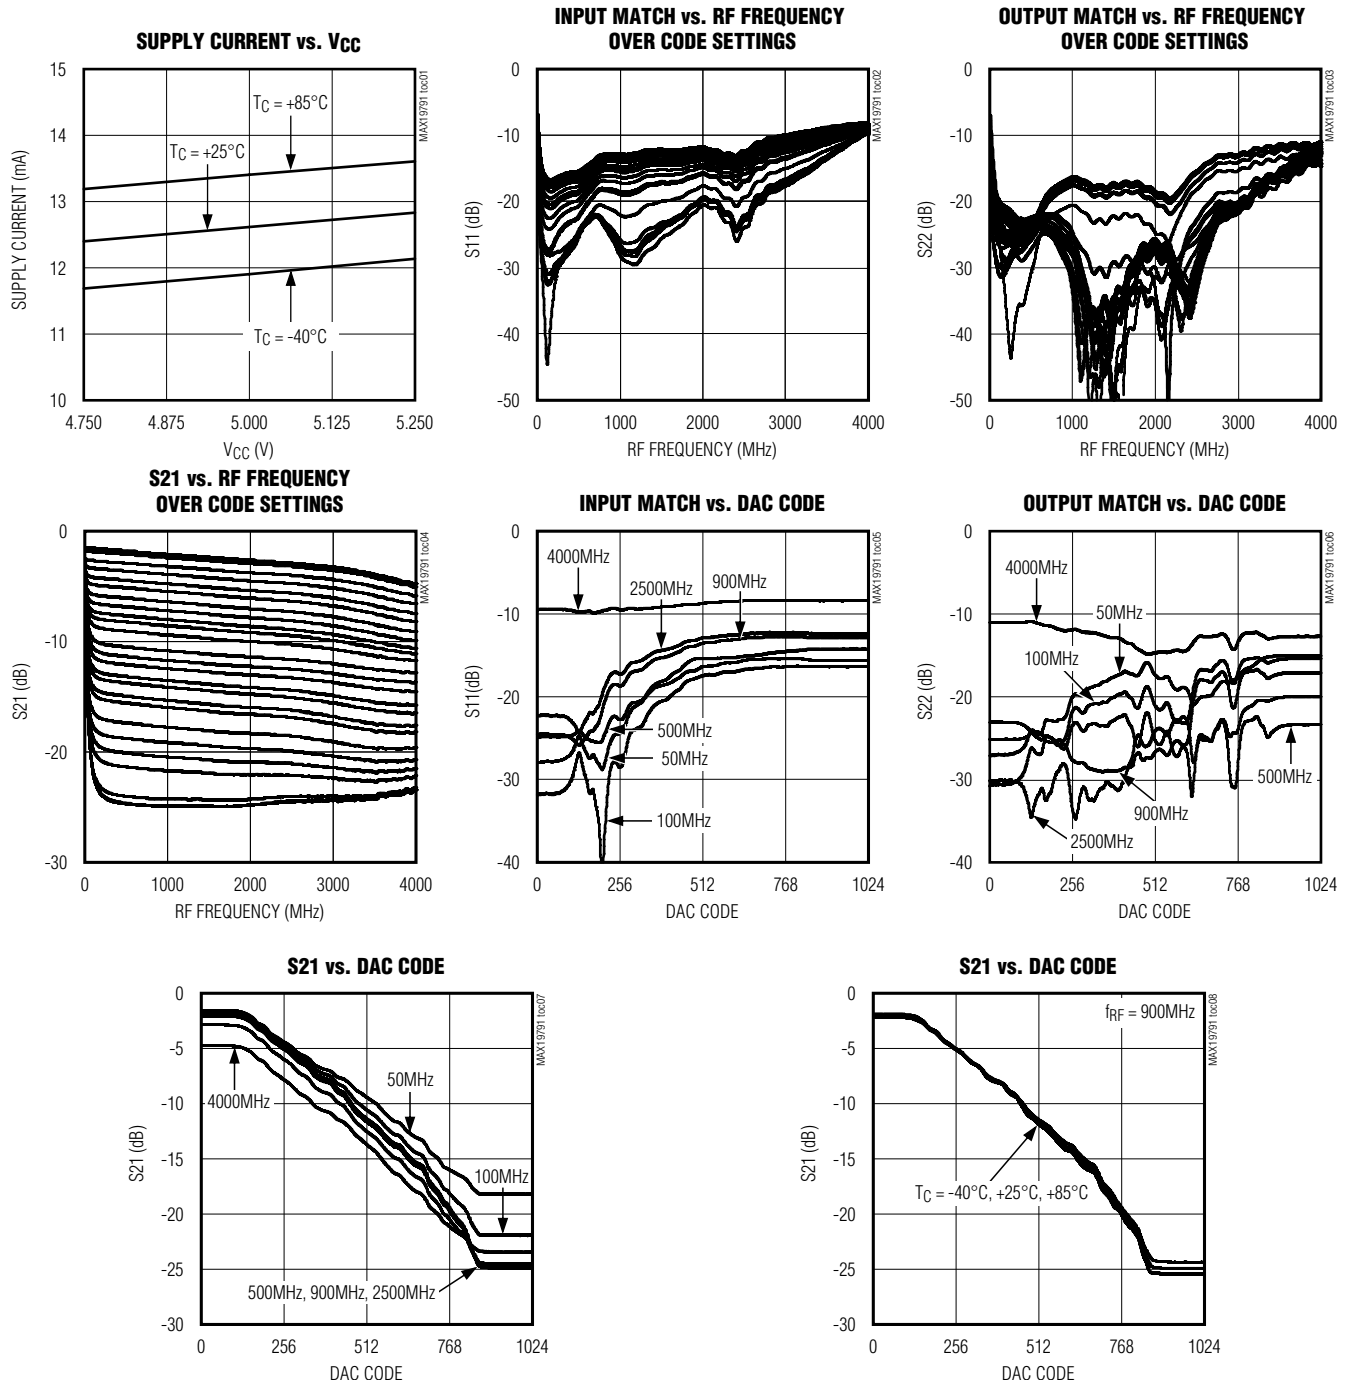 SUPPLY CURRENT vs. VCC
15
14
13
12
11
10
SUPPLY CURRENT (mA)
TC = +85°C
TC = +25°C
TC = -40°C
4.750 4.875 5.000 5.125 5.250
VCC (V)
MAX19791 toc01
INPUT MATCH vs. RF FREQUENCY
OVER CODE SETTINGS
0
-10
-20
-30
-40
-50
S11 (dB)
0 1000 2000 3000 4000
RF FREQUENCY (MHz)
MAX19791 toc02
OUTPUT MATCH vs. RF FREQUENCY
OVER CODE SETTINGS
0
-10
-20
-30
-40
-50
S22 (dB)
0 1000 2000 3000 4000
RF FREQUENCY (MHz)
MAX19791 toc03
S21 vs. RF FREQUENCY
OVER CODE SETTINGS
0
-10
-20
-30
S21 (dB)
0 1000 2000 3000 4000
RF FREQUENCY (MHz)
MAX19791 toc04
INPUT MATCH vs. DAC CODE
0
-10
-20
-30
-40
S11(dB)
4000MHz
2500MHz
900MHz
500MHz
50MHz
100MHz
0 256 512 768 1024
DAC CODE
MAX19791 toc05
OUTPUT MATCH vs. DAC CODE
0
-10
-20
-30
-40
S22 (dB)
4000MHz
50MHz
100MHz
500MHz
900MHz
2500MHz
0 256 512 768 1024
DAC CODE
MAX19791 toc06
S21 vs. DAC CODE
0
-5
-10
-15
-20
-25
-30
S21 (dB)
50MHz
4000MHz
100MHz
500MHz, 900MHz, 2500MHz
0 256 512 768 1024
DAC CODE
MAX19791 toc07
S21 vs. DAC CODE
0
-5
-10
-15
-20
-25
-30
S21 (dB)
fRF = 900MHz
TC = -40°C, +25°C, +85°C
0 256 512 768 1024
DAC CODE
MAX19791 toc08